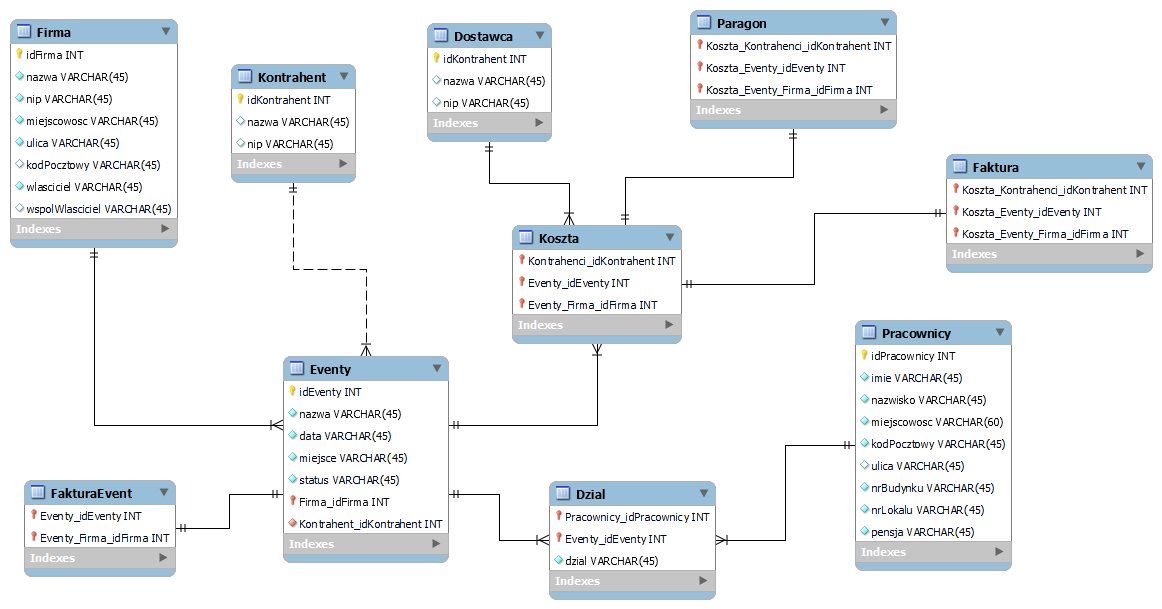 Firma
idFirma INT
nazwa VARCHAR(45)
nip VARCHAR(45)
miejscowosc VARCHAR(45)
ulica VARCHAR(45)
kodPocztowy VARCHAR(45)
wlasciciel VARCHAR(45)
wspolWlasciciel VARCHAR(45)
Indexes
Kontrahent
idKontrahent INT
nazwa VARCHAR(45)
nip VARCHAR(45)
Indexes
Dostawca
idKontrahent INT
nazwa VARCHAR(45)
nip VARCHAR(45)
Indexes
Paragon
Koszta_Kontrahenci_idKontrahent INT
Koszta_Eventy_idEventy INT
Koszta_Eventy_Firma_idFirma INT
Indexes
Faktura
Koszta_Kontrahenci_idKontrahent INT
Koszta_Eventy_idEventy INT
Koszta_Eventy_Firma_idFirma INT
Indexes
Koszta
Kontrahenci_idKontrahent INT
Eventy_idEventy INT
Eventy_Firma_idFirma INT
Indexes
Eventy
idEventy INT
nazwa VARCHAR(45)
data VARCHAR(45)
miejsce VARCHAR(45)
status VARCHAR(45)
Firma_idFirma INT
Kontrahent_idKontrahent INT
Indexes
Pracownicy
idPracownicy INT
imie VARCHAR(45)
nazwisko VARCHAR(45)
miejscowosc VARCHAR(60)
kodPocztowy VARCHAR(45)
ulica VARCHAR(45)
nrBudynku VARCHAR(45)
nrLokalu VARCHAR(45)
pensja VARCHAR(45)
Indexes
FakturaEvent
Eventy_idEventy INT
Eventy_Firma_idFirma INT
Indexes
Dzial
Pracownicy_idPracownicy INT
Eventy_idEventy INT
dzial VARCHAR(45)
Indexes